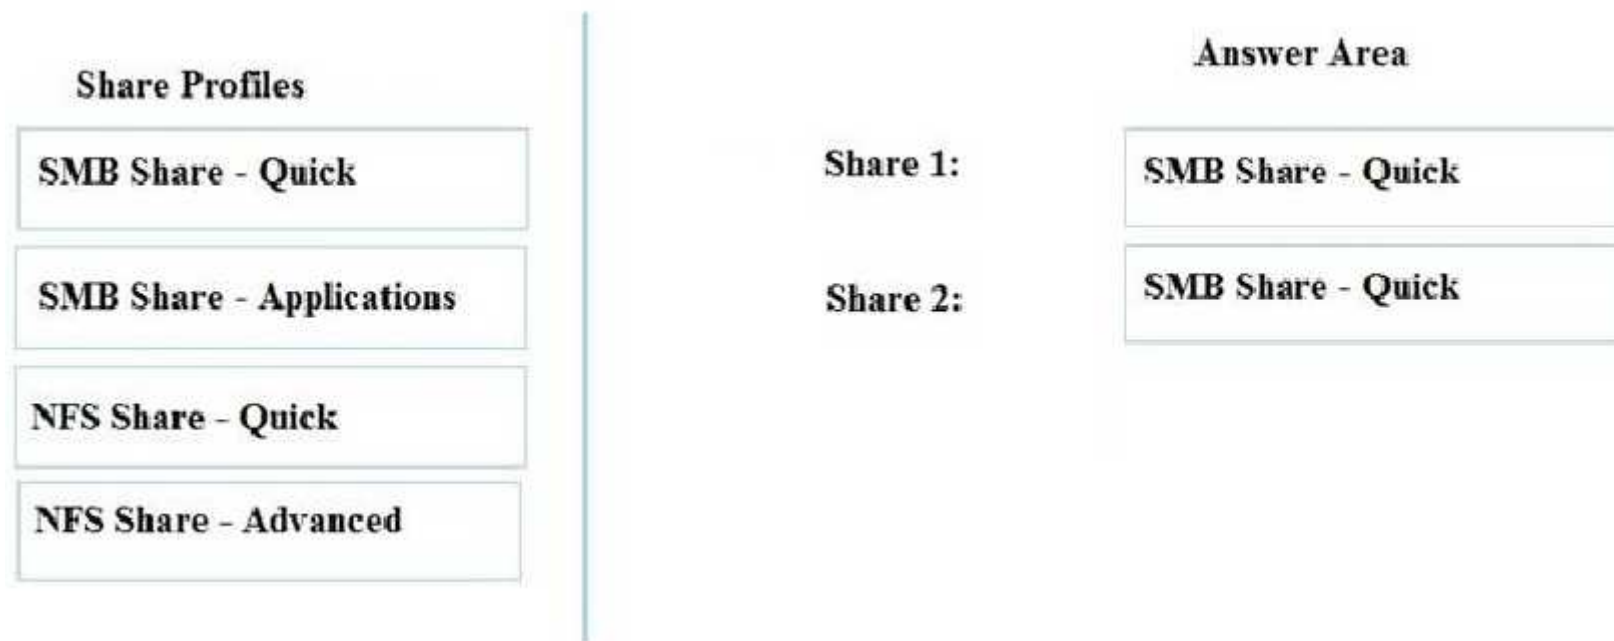 Share Profiles
SMB Share - Quick
SMB Share - Applications
NFS Share - Quick
NFS Share - Advanced
Answer Area
Share 1:
SMB Share - Quick
Share 2:
SMB Share - Quick